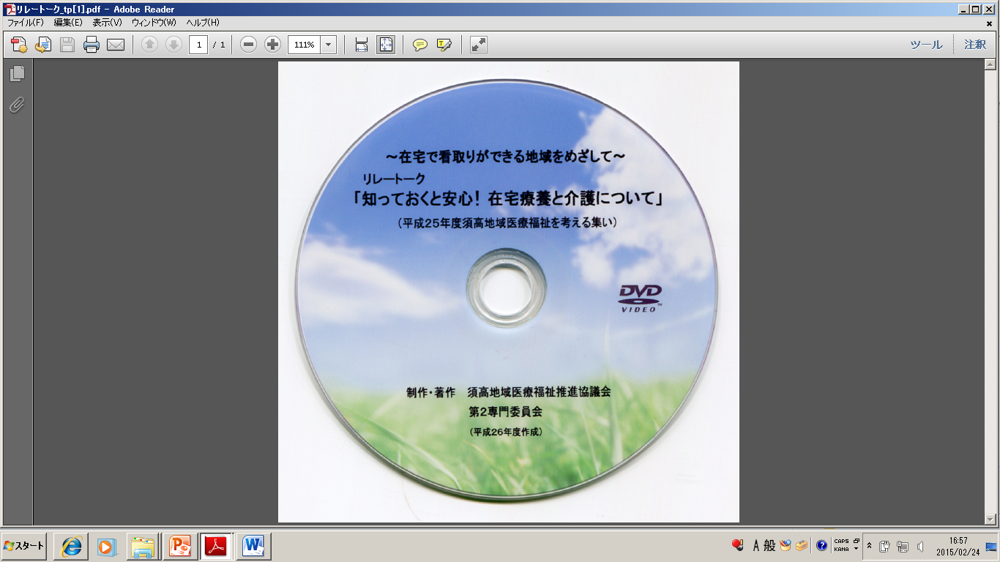 リレートーク_tp[1].pdf - Adobe Reader
ファイル(F) 編集(E) 表示(V) ウィンドウ(W) ヘルプ(H)
1 / 1 111% ツール 注釈
～在宅で看取りができる地域をめざして～
リレートーク
「知っておくと安心！ 在宅療養と介護について」
（平成２５年度須高地域医療福祉を考える集い）
DVD
VIDEO™
制作・著作　須高地域医療福祉推進協議会
第２専門委員会
（平成２６年度作成）
スタート A 般 CAPS KANA 16:57
2015/02/24